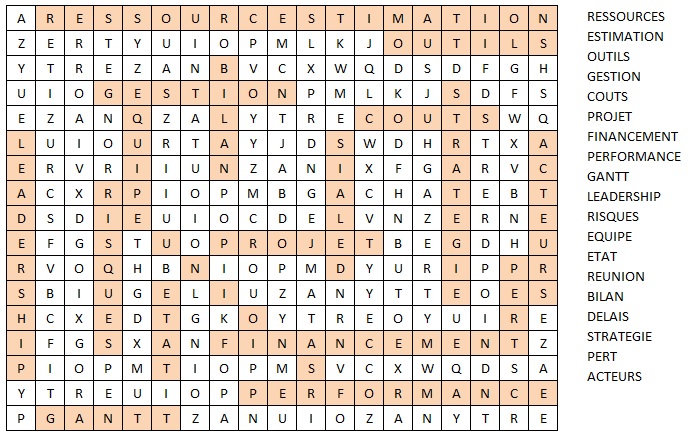 A R E S S O U R C E S T I M A T I O N
Z E R T Y U I O P M L K J O U T I L S
Y T R E Z A N B V C X W Q D S D F G H
U I O G E S T I O N P M L K J S D F S
E Z A N Q Z A L Y T R E C O U T S W Q
L U I O U R T A Y J D S W D H R T X A
E R V R I I U N Z A N I X F G A R V C
A C X R P I O P M B G A C H A T E B T
D S D I E U I O C D E L V N Z E R N E
E F G S T U O P R O J E T B E G D H U
R V O Q H B N I O P M D Y U R I P P R
S B I U G E L I U Z A N Y T T E O E S
H C X E D T G K O Y T R E O Y U I R E
I F G S X A N F I N A N C E M E N T Z
P I O P M T I O P M S V C X W Q D S A
Y T R E U I O P P E R F O R M A N C E
P G A N T T Z A N U I O Z A N Y T R E
RESSOURCES
ESTIMATION
OUTILS
GESTION
COUTS
PROJET
FINANCEMENT
PERFORMANCE
GANTT
LEADERSHIP
RISQUES
EQUIPE
ETAT
REUNION
BILAN
DELAIS
STRATEGIE
PERT
ACTEURS